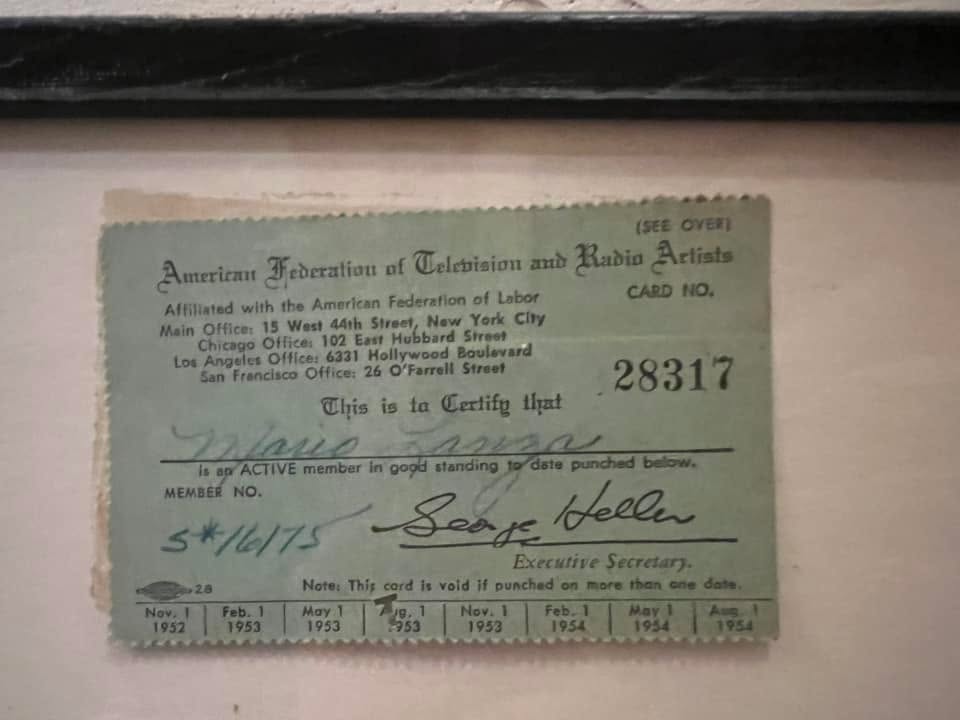 (SEE OVER)
American Federation of Television and Radio Artists
Affiliated with the American Federation of Labor
CARD NO.
Main Office: 15 West 44th Street, New York City
Chicago Office: 102 East Hubbard Street
Los Angeles Office: 6331 Hollywood Boulevard
San Francisco Office: 26 O'Farrell Street
28317
This is to Certify that
Mario Lanza
is an ACTIVE member in good standing to date punched below.
MEMBER NO.
S*16175
George Heller
Executive Secretary.
28
Note: This card is void if punched on more than one date.
Nov. 1 Feb. 1 May 1 Aug. 1 Nov. 1 Feb. 1 May 1 Aug. 1
1952 1953 1953 1953 1953 1954 1954 1954